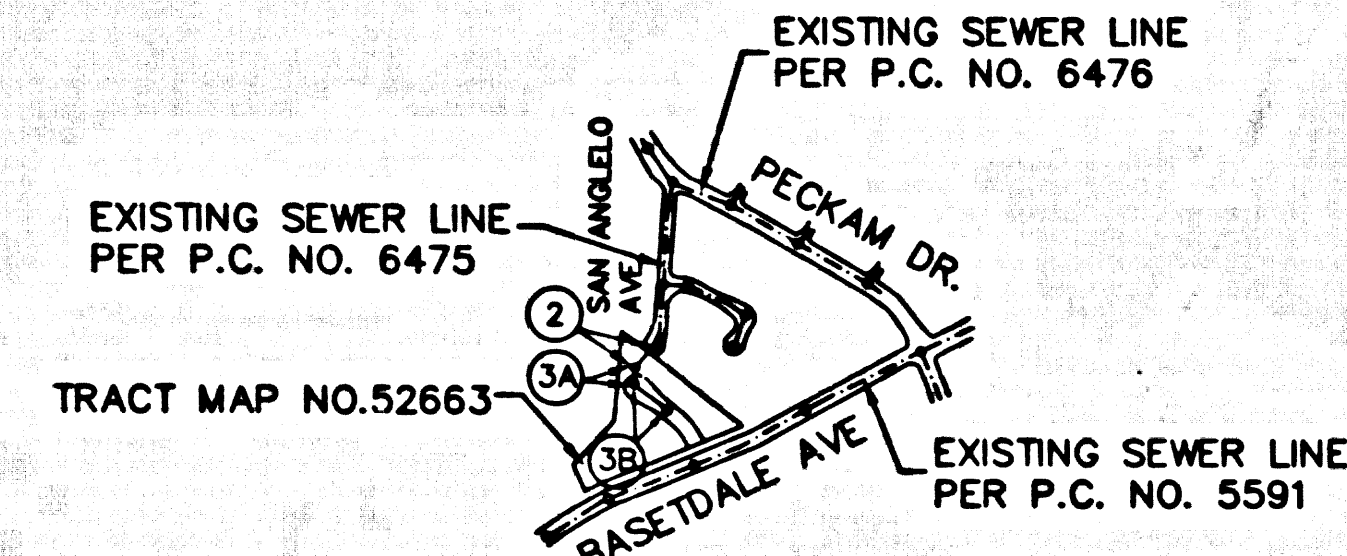 EXISTING SEWER LINE
PER P.C. NO. 6476
SAN ANGLELO
AVE
PECKAM DR.
EXISTING SEWER LINE
PER P.C. NO. 6475
2
3A
TRACT MAP NO.52663
3B
BASETDALE AVE
EXISTING SEWER LINE
PER P.C. NO. 5591